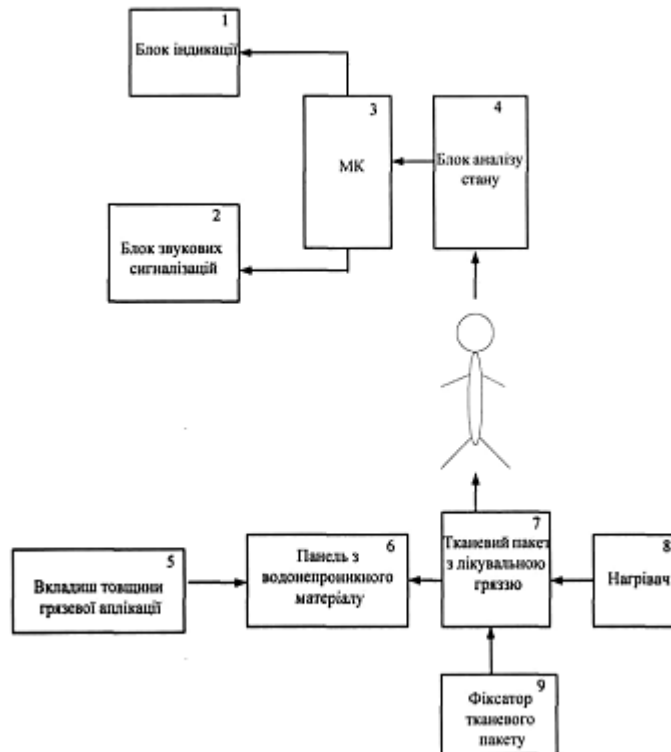 1
Блок індикації
2
Блок звукових
сигналізацій
3
МК
4
Блок аналізу
стану
5
Вкладиш товщини
грязевої аплікації
6
Панель з
водонепроникного
матеріалу
7
Тканевий пакет
з лікувальною
гряззю
8
Нагрівач
9
Фіксатор
тканевого
пакету